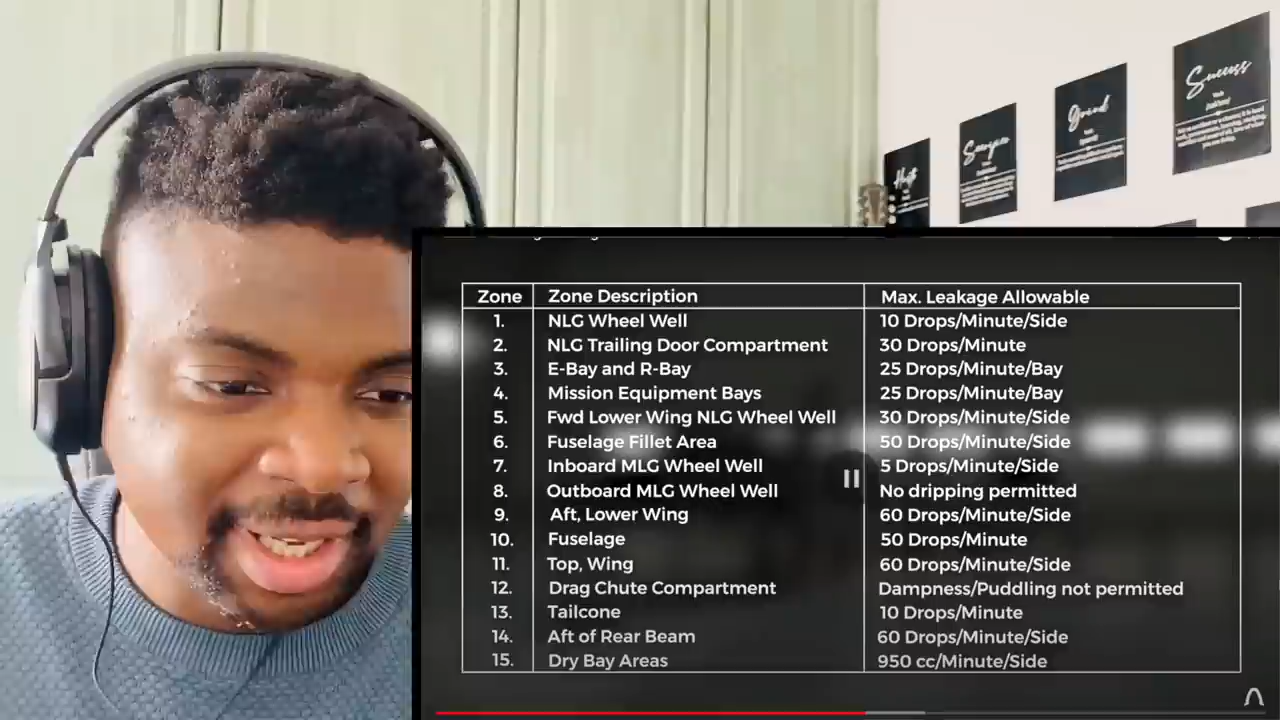 Hustle
Grind
Success
Zone Zone Description Max. Leakage Allowable
1. NLG Wheel Well 10 Drops/Minute/Side
2. NLG Trailing Door Compartment 30 Drops/Minute
3. E-Bay and R-Bay 25 Drops/Minute/Bay
4. Mission Equipment Bays 25 Drops/Minute/Bay
5. Fwd Lower Wing NLG Wheel Well 30 Drops/Minute/Side
6. Fuselage Fillet Area 50 Drops/Minute/Side
7. Inboard MLG Wheel Well 5 Drops/Minute/Side
8. Outboard MLG Wheel Well No dripping permitted
9. Aft, Lower Wing 60 Drops/Minute/Side
10. Fuselage 50 Drops/Minute
11. Top, Wing 60 Drops/Minute/Side
12. Drag Chute Compartment Dampness/Puddling not permitted
13. Tailcone 10 Drops/Minute
14. Aft of Rear Beam 60 Drops/Minute/Side
15. Dry Bay Areas 950 cc/Minute/Side